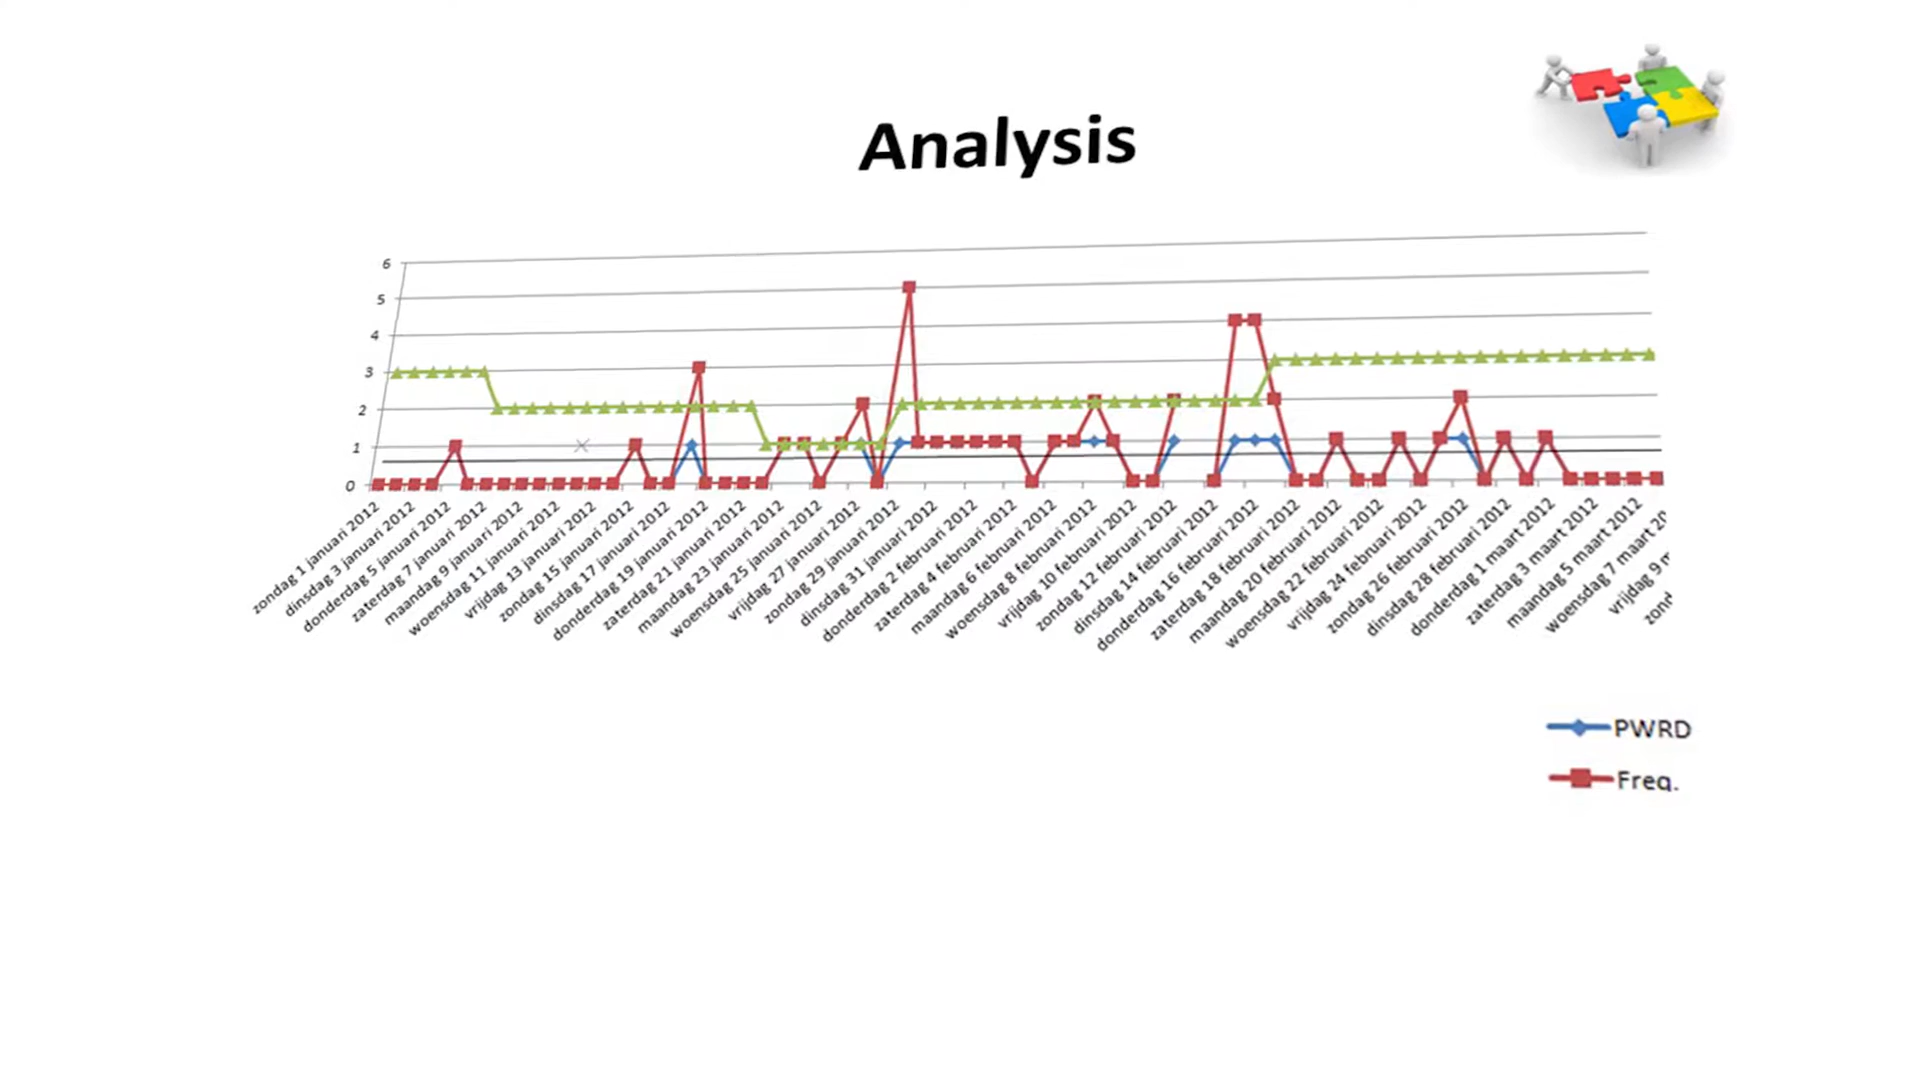 Analysis
6
5
4
3
2
1
0
zondag 1 januari 2012
dinsdag 3 januari 2012
donderdag 5 januari 2012
zaterdag 7 januari 2012
maandag 9 januari 2012
woensdag 11 januari 2012
vrijdag 13 januari 2012
zondag 15 januari 2012
dinsdag 17 januari 2012
donderdag 19 januari 2012
zaterdag 21 januari 2012
maandag 23 januari 2012
woensdag 25 januari 2012
vrijdag 27 januari 2012
zondag 29 januari 2012
dinsdag 31 januari 2012
donderdag 2 februari 2012
zaterdag 4 februari 2012
maandag 6 februari 2012
woensdag 8 februari 2012
vrijdag 10 februari 2012
zondag 12 februari 2012
dinsdag 14 februari 2012
donderdag 16 februari 2012
zaterdag 18 februari 2012
maandag 20 februari 2012
woensdag 22 februari 2012
vrijdag 24 februari 2012
zondag 26 februari 2012
dinsdag 28 februari 2012
donderdag 1 maart 2012
zaterdag 3 maart 2012
maandag 5 maart 2012
woensdag 7 maart 20
vrijdag 9
PWRD
Freq.